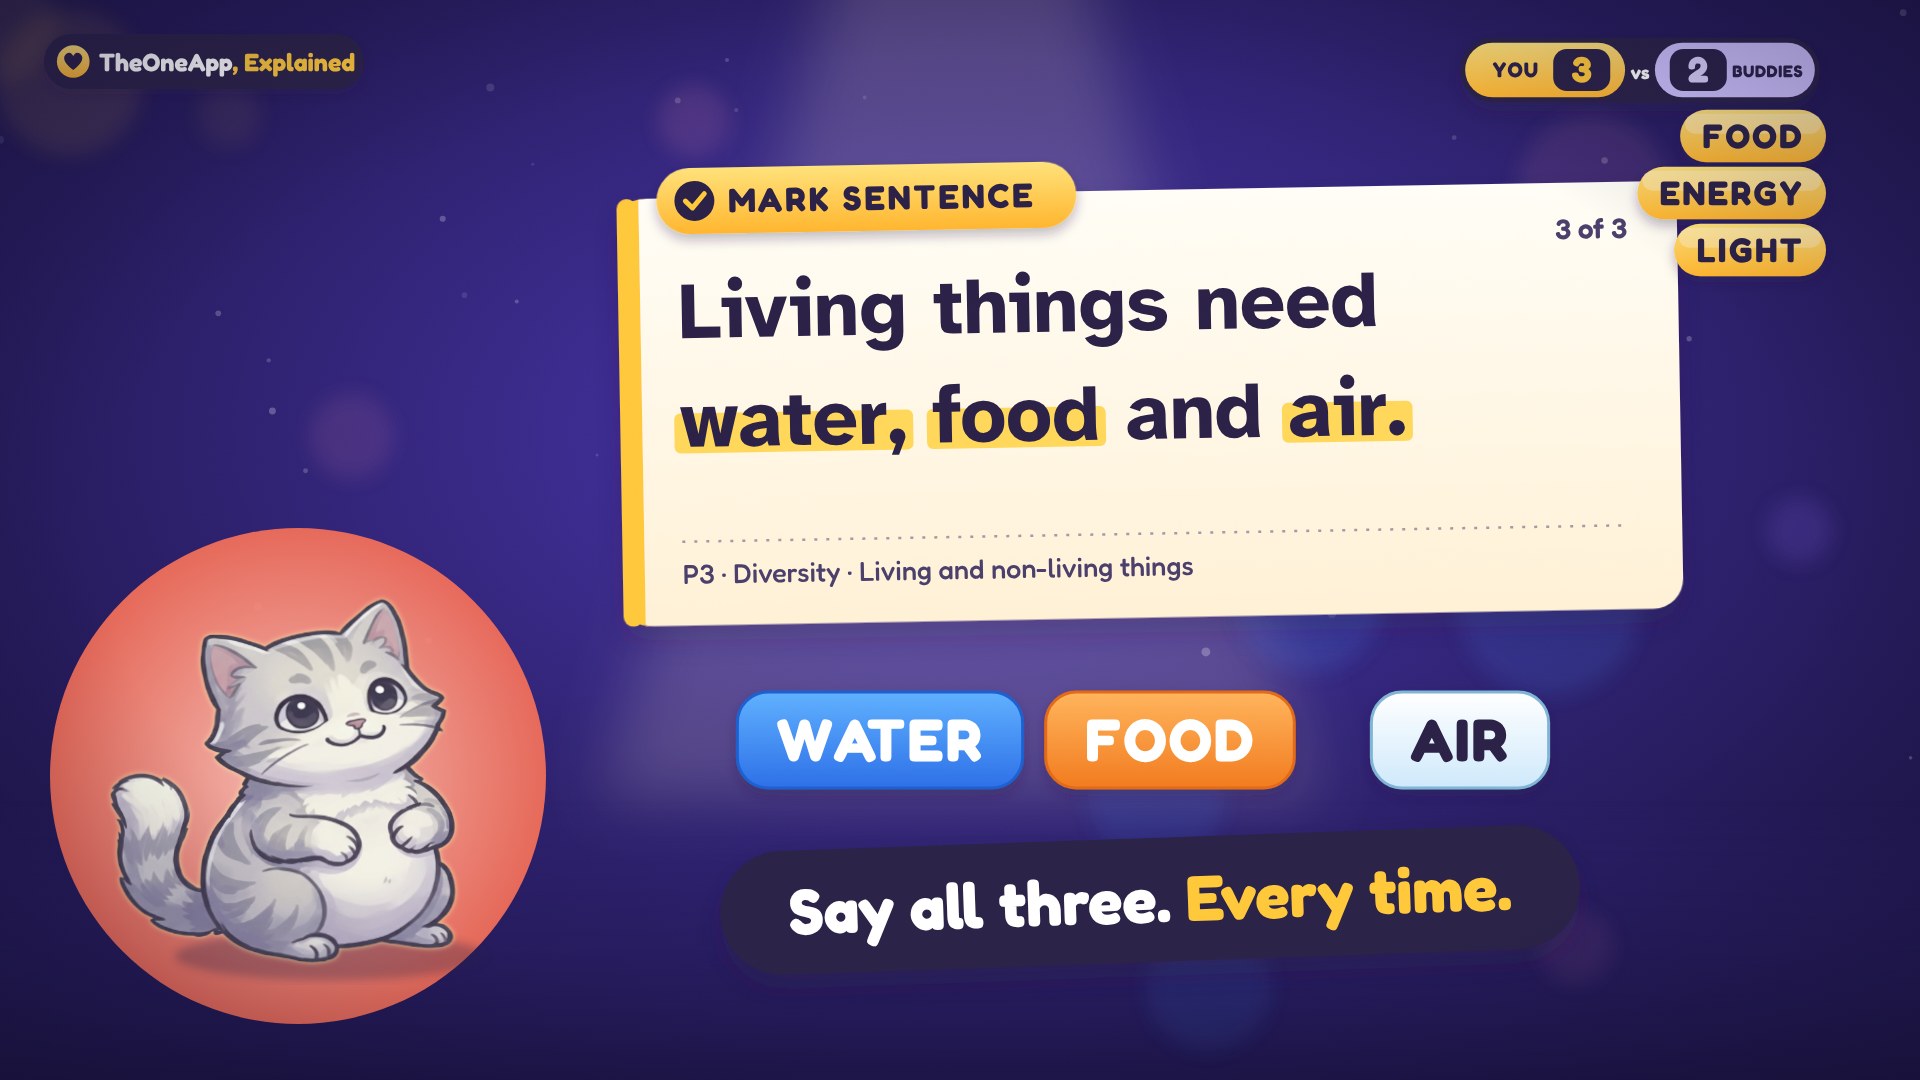 TheOneApp, Explained
YOU 3 vs 2 BUDDIES
FOOD
ENERGY
LIGHT
MARK SENTENCE
3 of 3
Living things need
water, food and air.
P3 · Diversity · Living and non-living things
WATER FOOD AIR
Say all three. Every time.